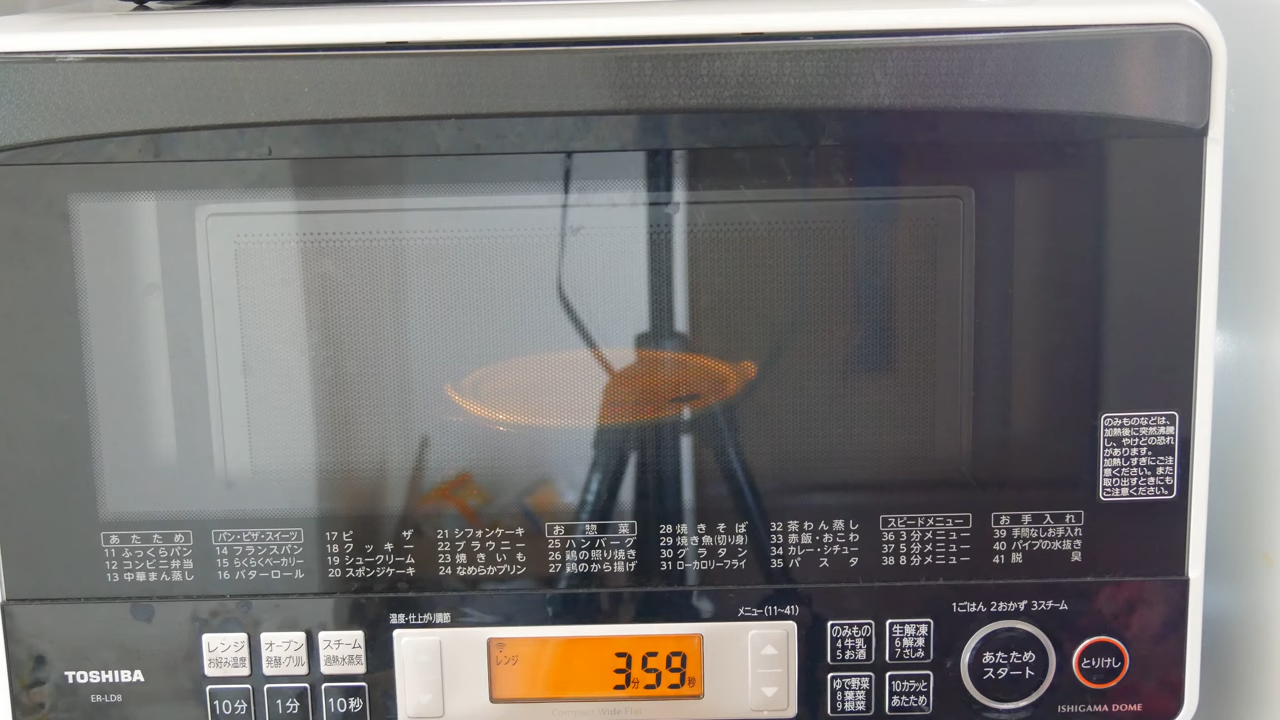 のみものなどは、
加熱後に突然沸騰
し、やけどの恐れ
があります。
加熱しすぎにご注
意ください。また
取り出すときにも
ご注意ください。
あたため
11 ふっくらパン
12 コンビニ弁当
13 中華まん蒸し
パン・ピザ・スイーツ
14 フランスパン
15 らくらくベーカリー
16 バターロール
17 ピザ
18 クッキー
19 シュークリーム
20 スポンジケーキ
21 シフォンケーキ
22 ブラウニー
23 焼きいも
24 なめらかプリン
お惣菜
25 ハンバーグ
26 鶏の照り焼き
27 鶏のから揚げ
28 焼きそば
29 焼き魚(切り身)
30 グラタン
31 ローカロリーフライ
32 茶わん蒸し
33 赤飯・おこわ
34 カレー・シチュー
35 パスタ
スピードメニュー
36 3分メニュー
37 5分メニュー
38 8分メニュー
お手入れ
39 手間なしお手入れ
40 パイプの水抜き
41 脱臭
TOSHIBA
ER-LD8
レンジ
お好み温度
オーブン
発酵・グリル
スチーム
過熱水蒸気
10分
1分
10秒
温度・仕上がり調節
メニュー(11~41)
レンジ
3分59秒
Compact Wide Flat
のみもの
4牛乳
5お酒
生解凍
6解凍
7さしみ
ゆで野菜
8葉菜
9根菜
10カラッと
あたため
1ごはん 2おかず 3スチーム
あたため
スタート
とりけし
ISHIGAMA DOME